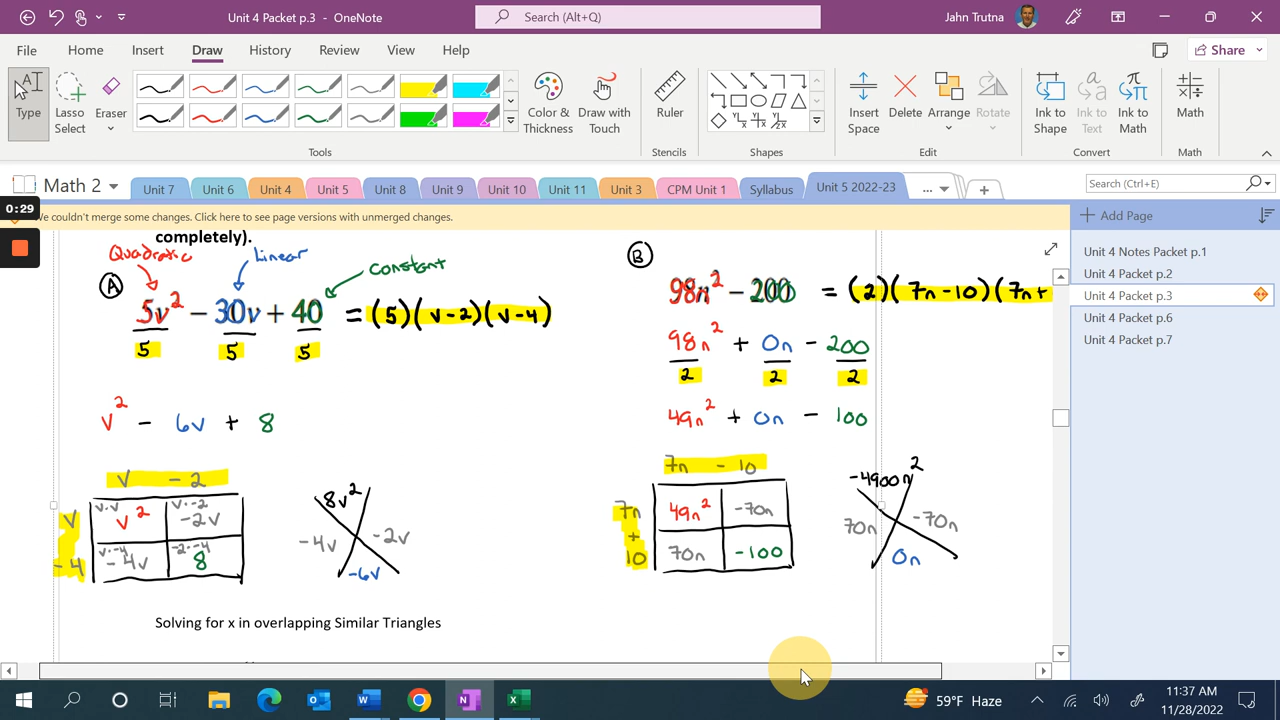 Unit 4 Packet p.3 - OneNote
Search (Alt+Q)
Jahn Trutna
File Home Insert Draw History Review View Help
Share
Type
Lasso Select
Eraser
Color & Thickness
Draw with Touch
Ruler
Insert Space
Delete
Arrange
Rotate
Ink to Shape
Ink to Text
Ink to Math
Math
Tools
Stencils
Shapes
Edit
Convert
Math
Math 2
Unit 7 Unit 6 Unit 4 Unit 5 Unit 8 Unit 9 Unit 10 Unit 11 Unit 3 CPM Unit 1 Syllabus Unit 5 2022-23 ...
Search (Ctrl+E)
0:29
e couldn't merge some changes. Click here to see page versions with unmerged changes.
Add Page
Unit 4 Notes Packet p.1
Unit 4 Packet p.2
Unit 4 Packet p.3
Unit 4 Packet p.6
Unit 4 Packet p.7
completely).
Quadratic
Linear
constant
A
5v² - 30v + 40 = (5)(v-2)(v-4)
5 5 5
v² - 6v + 8
v - 2
v
v·v
v²
v·-2
-2v
-4
v·-4
-4v
-2·-4
8
8v²
-4v
-2v
-6v
B
98n² - 200 = (2)(7n-10)(7n+
98n² + 0n - 200
2 2 2
49n² + 0n - 100
7n - 10
7n
+
10
49n² -70n
70n -100
-4900n²
70n
-70n
0n
Solving for x in overlapping Similar Triangles
59°F Haze
11:37 AM
11/28/2022